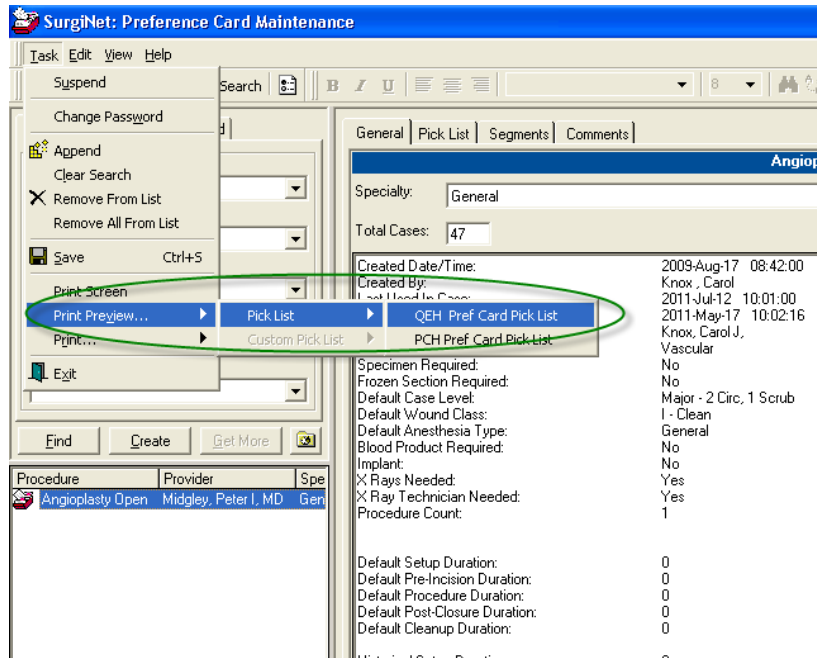 SurgiNet: Preference Card Maintenance
Task Edit View Help
Suspend
Change Password
Append
Clear Search
Remove From List
Remove All From List
Save Ctrl+S
Print Screen
Print Preview... Pick List QEH Pref Card Pick List
Print... Custom Pick List PCH Pref Card Pick List
Exit
Search B I U 8
Find Create Get More
Procedure Provider Spe
Angioplasty Open Midgley, Peter I, MD Gen
General Pick List Segments Comments
Angiop
Specialty: General
Total Cases: 47
Created Date/Time: 2009-Aug-17 08:42:00
Created By: Knox , Carol
Last Used In Case: 2011-Jul-12 10:01:00
2011-May-17 10:02:16
Knox, Carol J,
Vascular
Specimen Required: No
Frozen Section Required: No
Default Case Level: Major - 2 Circ, 1 Scrub
Default Wound Class: I - Clean
Default Anesthesia Type: General
Blood Product Required: No
Implant: No
X Rays Needed: Yes
X Ray Technician Needed: Yes
Procedure Count: 1
Default Setup Duration: 0
Default Pre-Incision Duration: 0
Default Procedure Duration: 0
Default Post-Closure Duration: 0
Default Cleanup Duration: 0